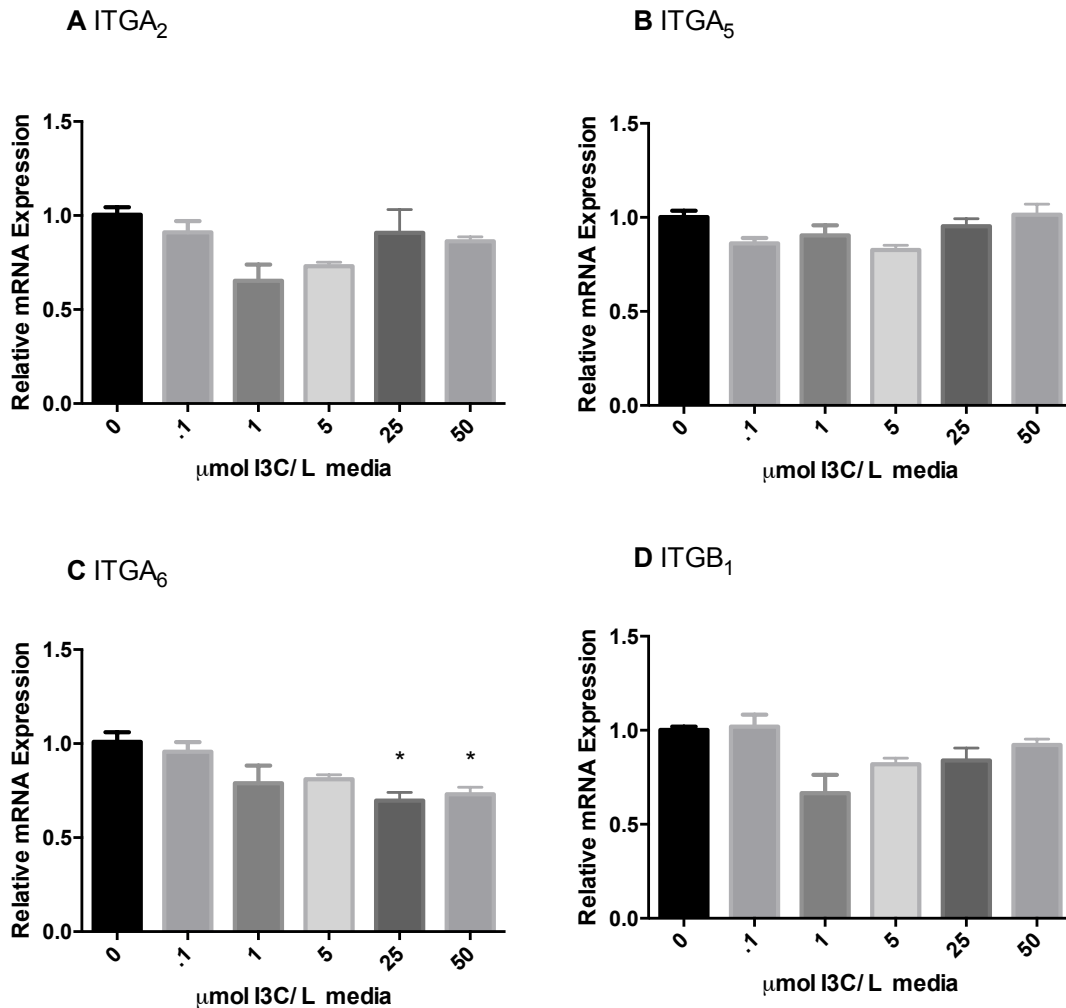 A ITGA₂
Relative mRNA Expression
1.5
1.0
0.5
0.0
0 .1 1 5 25 50
μmol I3C/ L media
B ITGA₅
Relative mRNA Expression
1.5
1.0
0.5
0.0
0 .1 1 5 25 50
μmol I3C/ L media
C ITGA₆
Relative mRNA Expression
1.5
1.0
0.5
0.0
* *
0 .1 1 5 25 50
μmol I3C/ L media
D ITGB₁
Relative mRNA Expression
1.5
1.0
0.5
0.0
0 .1 1 5 25 50
μmol I3C/ L media